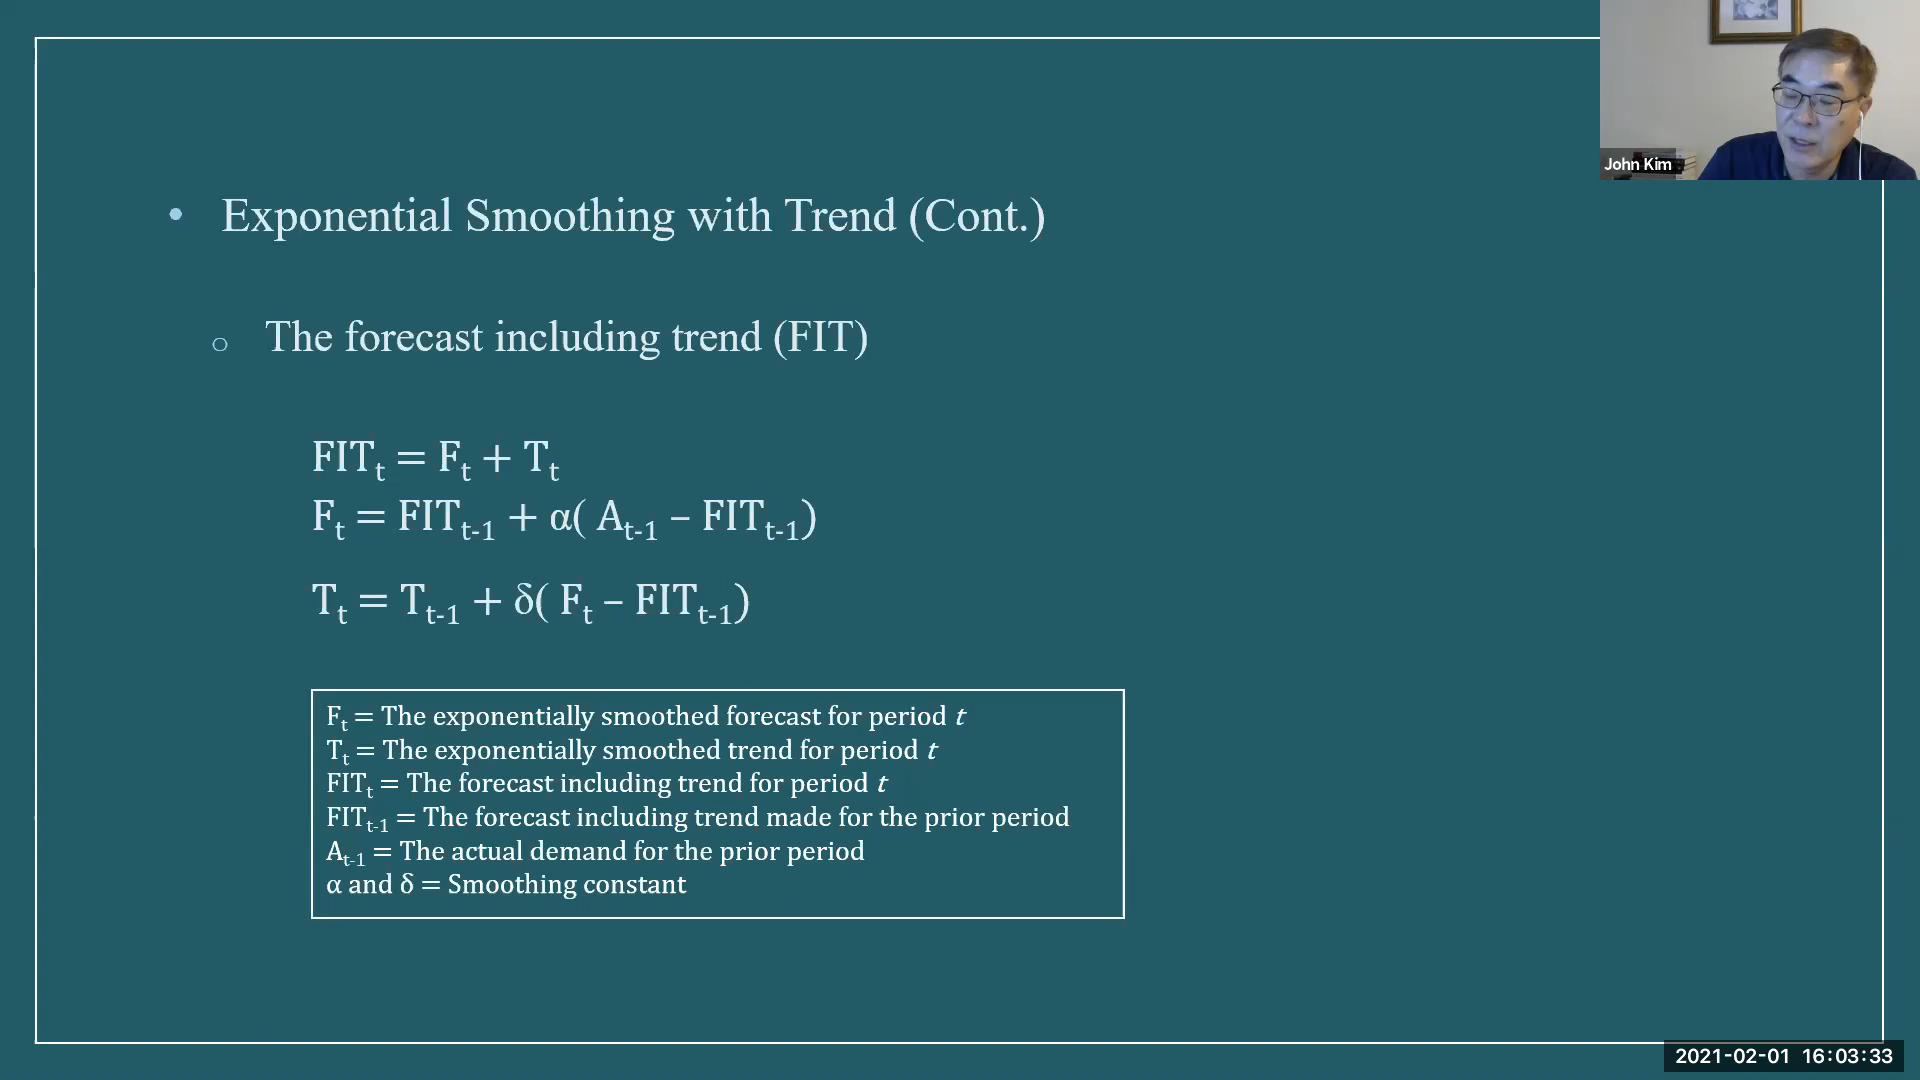 • Exponential Smoothing with Trend (Cont.)
○ The forecast including trend (FIT)
FITₜ = Fₜ + Tₜ
Fₜ = FITₜ₋₁ + α( Aₜ₋₁ – FITₜ₋₁)
Tₜ = Tₜ₋₁ + δ( Fₜ – FITₜ₋₁)
Fₜ = The exponentially smoothed forecast for period t
Tₜ = The exponentially smoothed trend for period t
FITₜ = The forecast including trend for period t
FITₜ₋₁ = The forecast including trend made for the prior period
Aₜ₋₁ = The actual demand for the prior period
α and δ = Smoothing constant
John Kim
2021-02-01 16:03:33